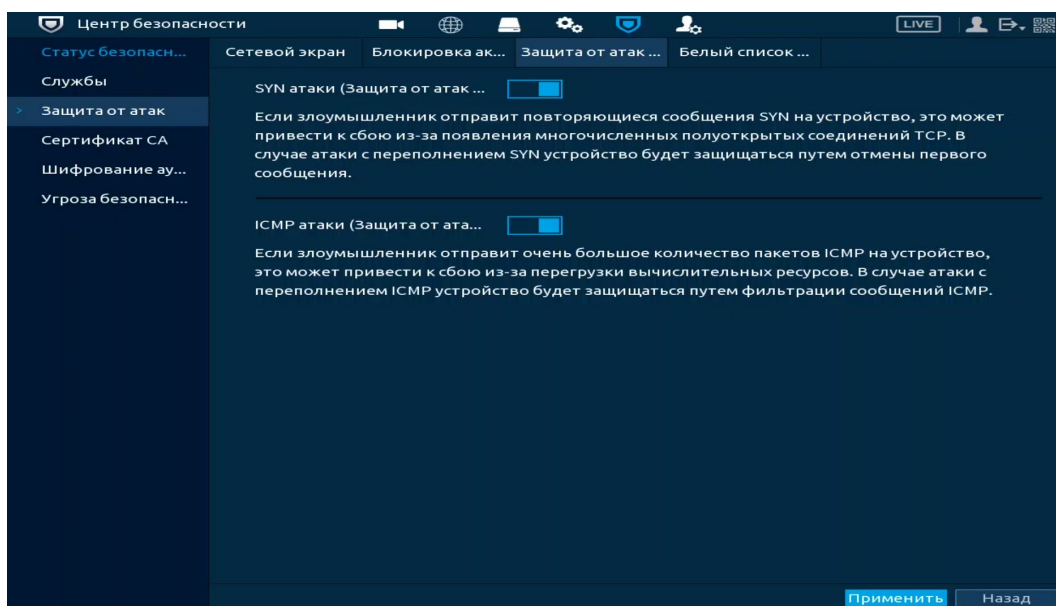 Центр безопасности
LIVE
Статус безопасн...
Службы
Защита от атак
Сертификат CA
Шифрование ау...
Угроза безопасн...
Сетевой экран
Блокировка ак...
Защита от атак ...
Белый список ...
SYN атаки (Защита от атак ...
Если злоумышленник отправит повторяющиеся сообщения SYN на устройство, это может
привести к сбою из-за появления многочисленных полуоткрытых соединений TCP. В
случае атаки с переполнением SYN устройство будет защищаться путем отмены первого
сообщения.
ICMP атаки (Защита от ата...
Если злоумышленник отправит очень большое количество пакетов ICMP на устройство,
это может привести к сбою из-за перегрузки вычислительных ресурсов. В случае атаки с
переполнением ICMP устройство будет защищаться путем фильтрации сообщений ICMP.
Применить
Назад